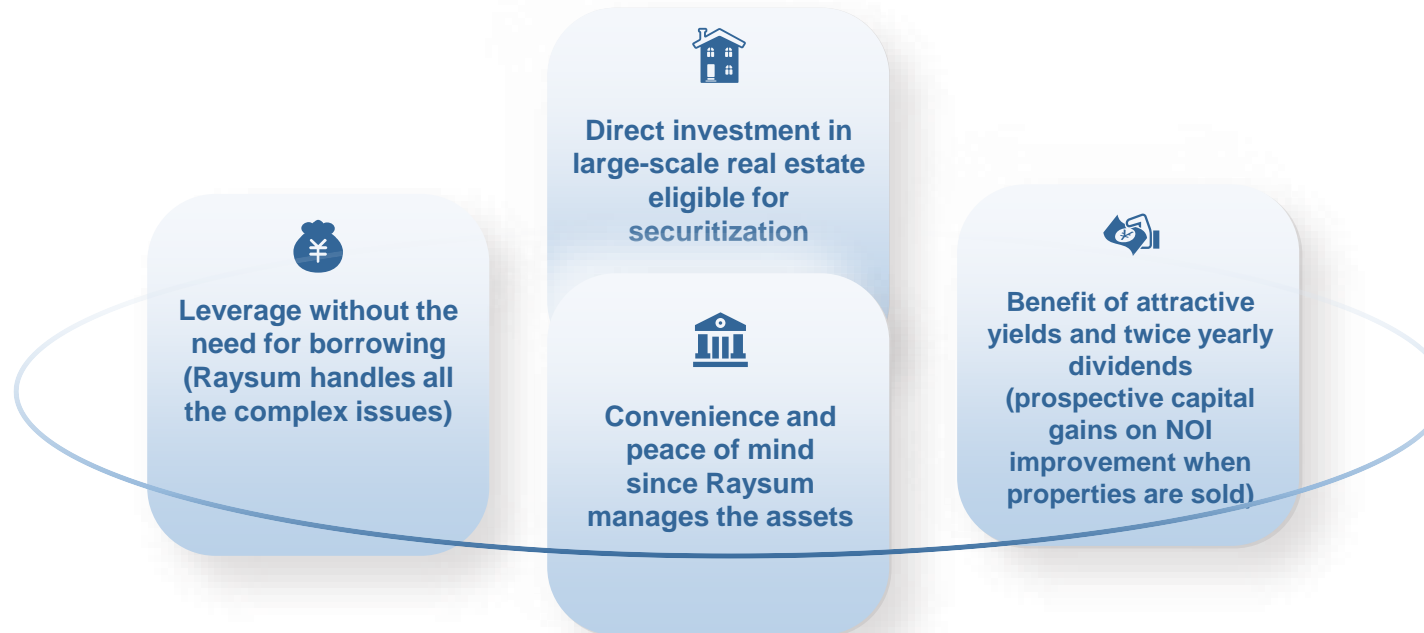 Direct investment in
large-scale real estate
eligible for
securitization
Leverage without the
need for borrowing
(Raysum handles all
the complex issues)
Convenience and
peace of mind
since Raysum
manages the assets
Benefit of attractive
yields and twice yearly
dividends
(prospective capital
gains on NOI
improvement when
properties are sold)